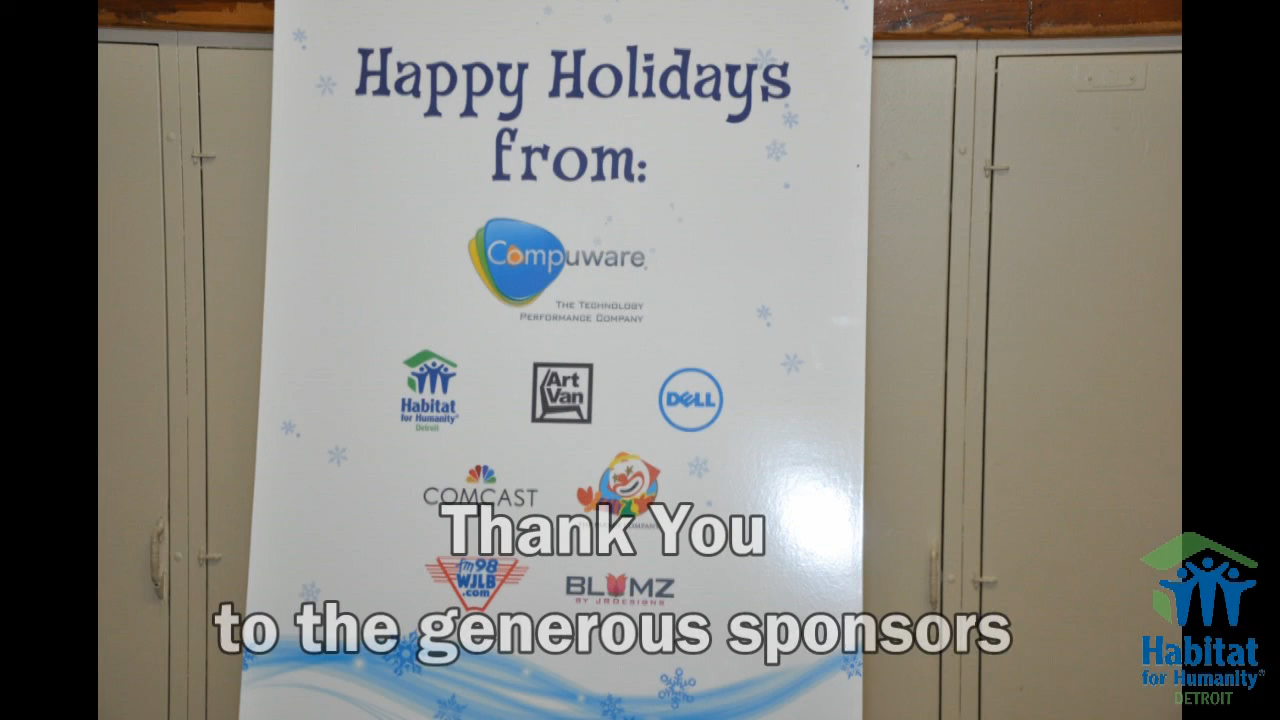 Happy Holidays
from:
Compuware
THE TECHNOLOGY
PERFORMANCE COMPANY
Habitat
for Humanity®
Detroit
Art
Van
DELL
COMCAST
Thank You
fm98
WJLB
.com
BLUMZ
BY JRDESIGNS
to the generous sponsors
Habitat
for Humanity®
DETROIT